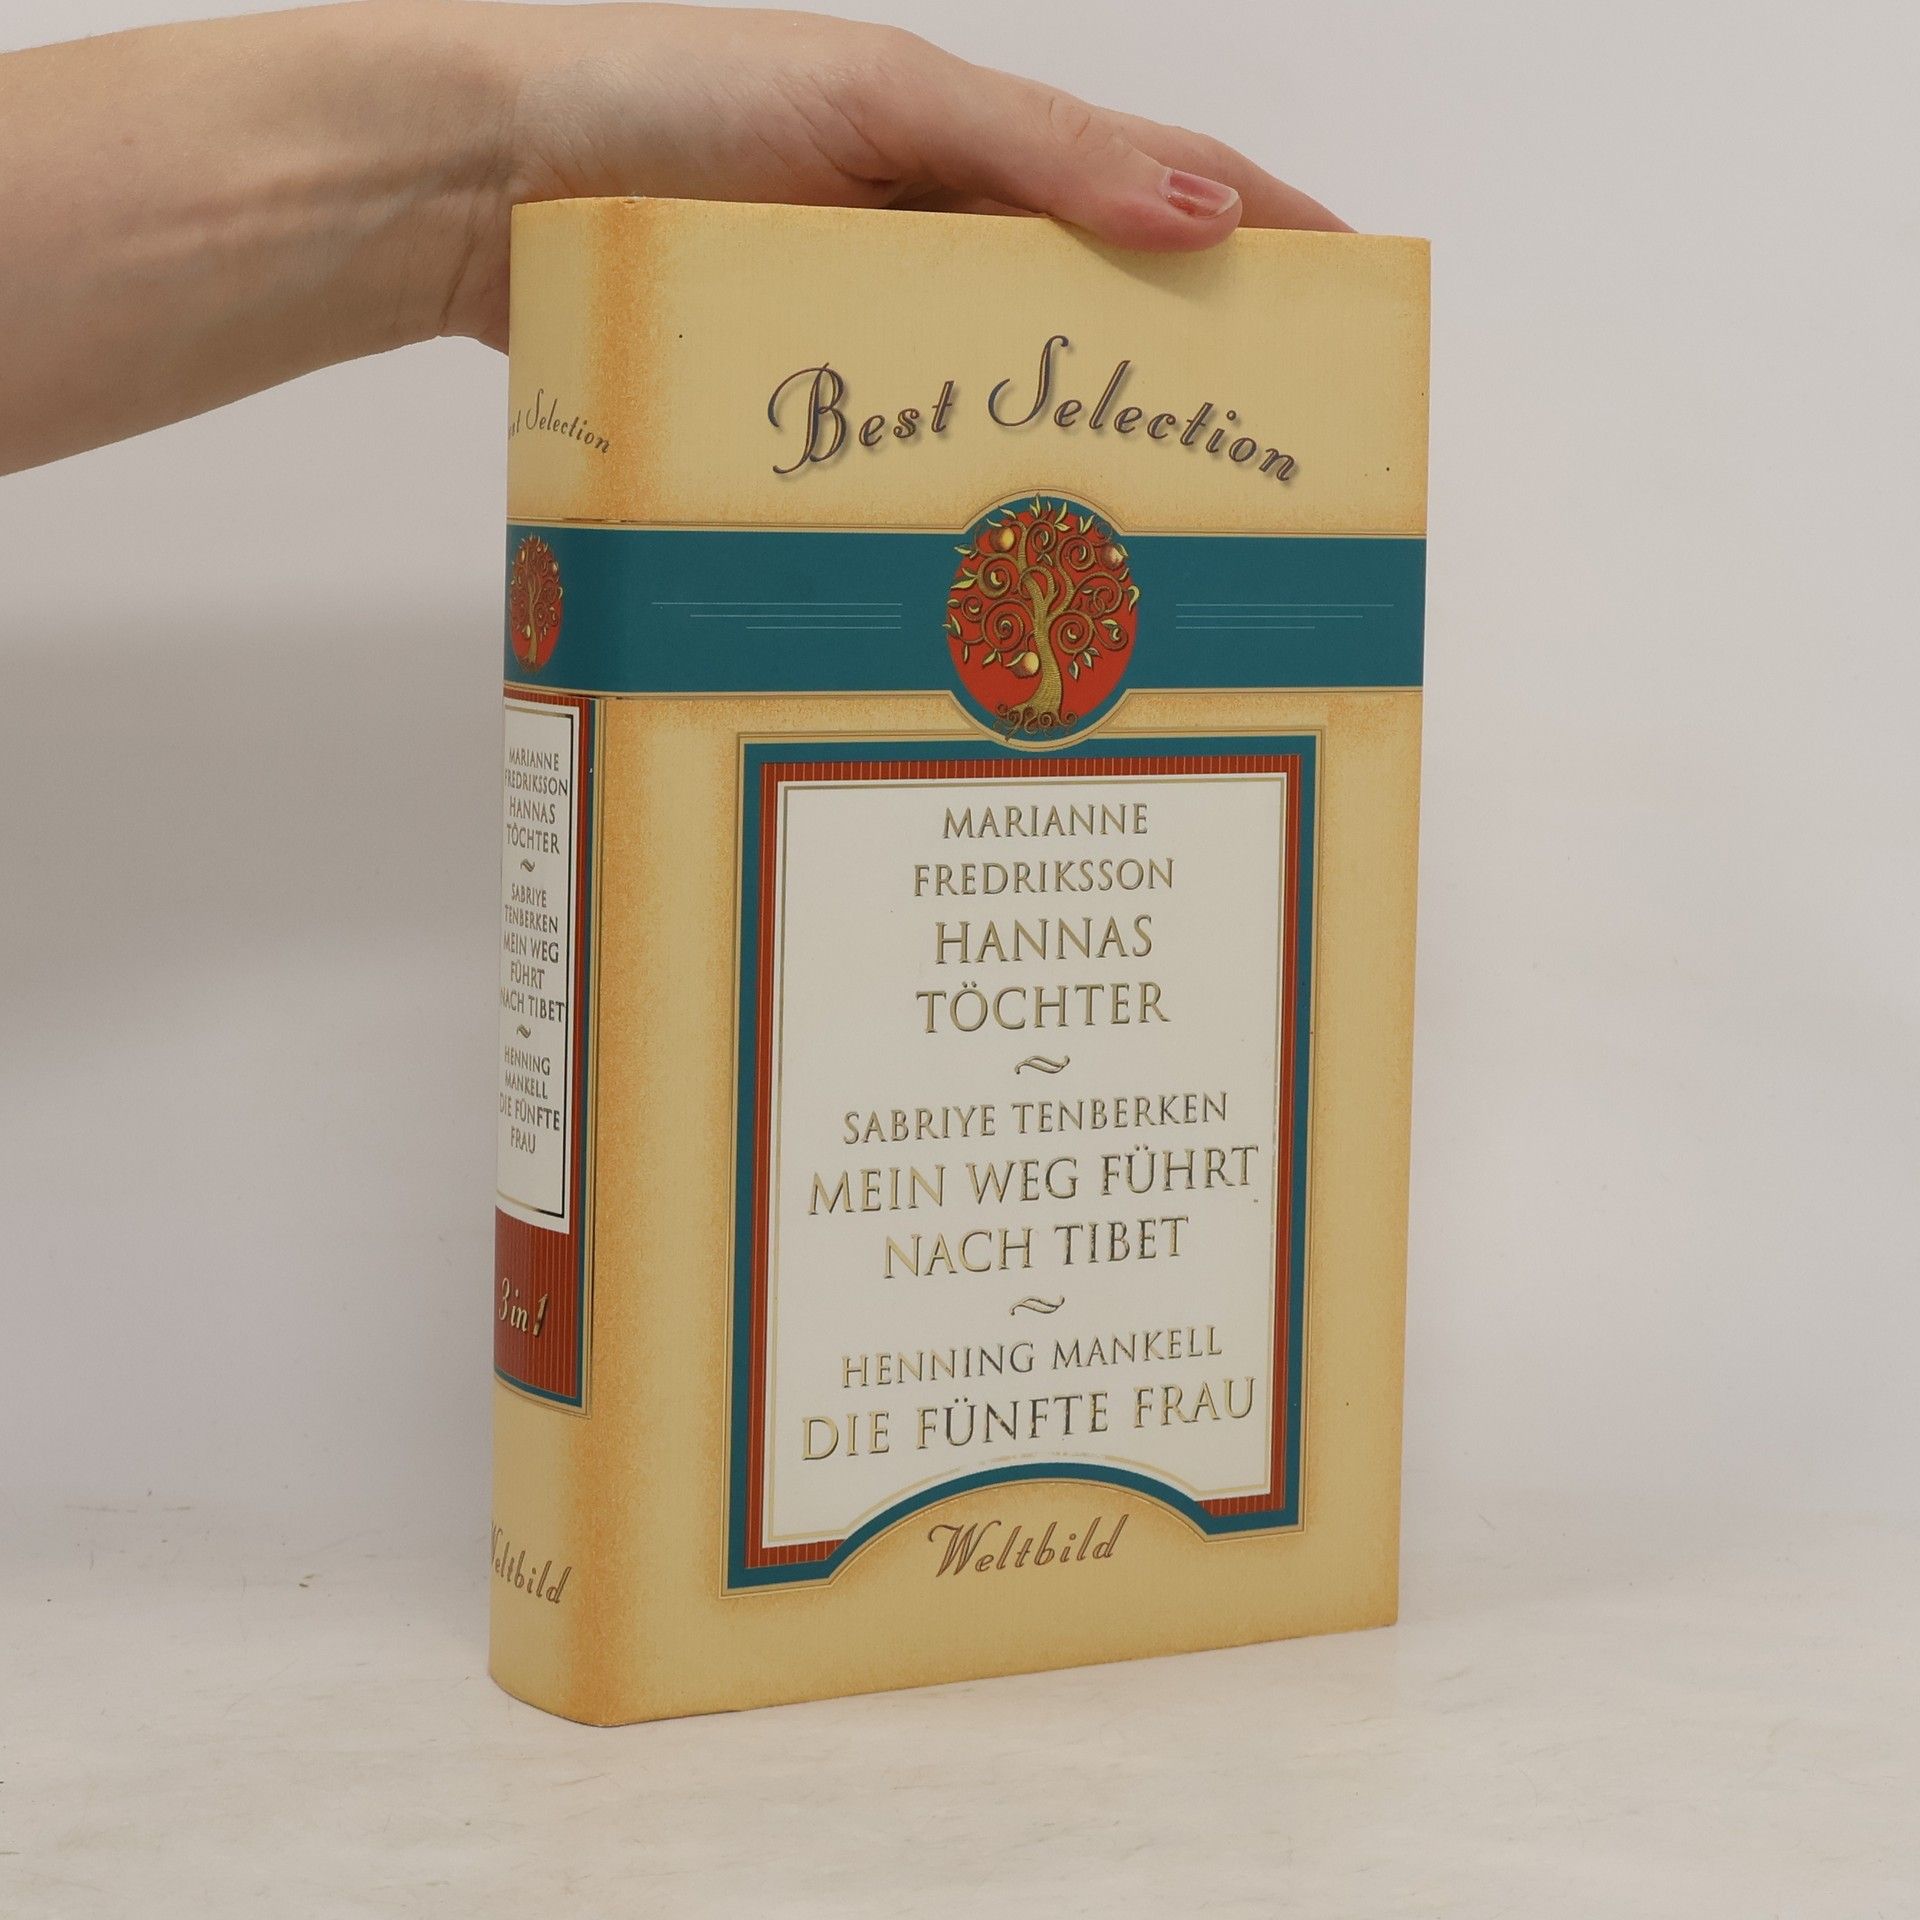 Best Selection
MARIANNE
FREDRIKSSON
HANNAS
TÖCHTER
~
SABRIYE TENBERKEN
MEIN WEG FÜHRT
NACH TIBET
~
HENNING MANKELL
DIE FÜNFTE FRAU
Weltbild
Selection
MARIANNE
FREDRIKSSON
HANNAS
TÖCHTER
~
SABRIYE
TENBERKEN
MEIN WEG
FÜHRT
NACH TIBET
~
HENNING
MANKELL
DIE FÜNFTE
FRAU
3 in 1
Weltbild